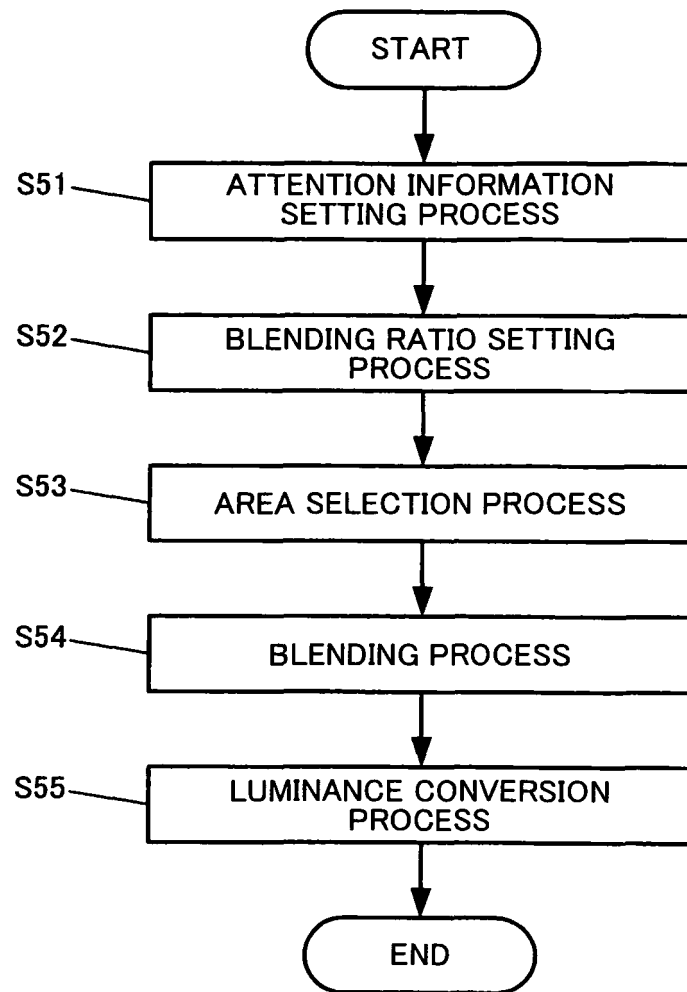 START
S51
ATTENTION INFORMATION
SETTING PROCESS
S52
BLENDING RATIO SETTING
PROCESS
S53
AREA SELECTION PROCESS
S54
BLENDING PROCESS
S55
LUMINANCE CONVERSION
PROCESS
END